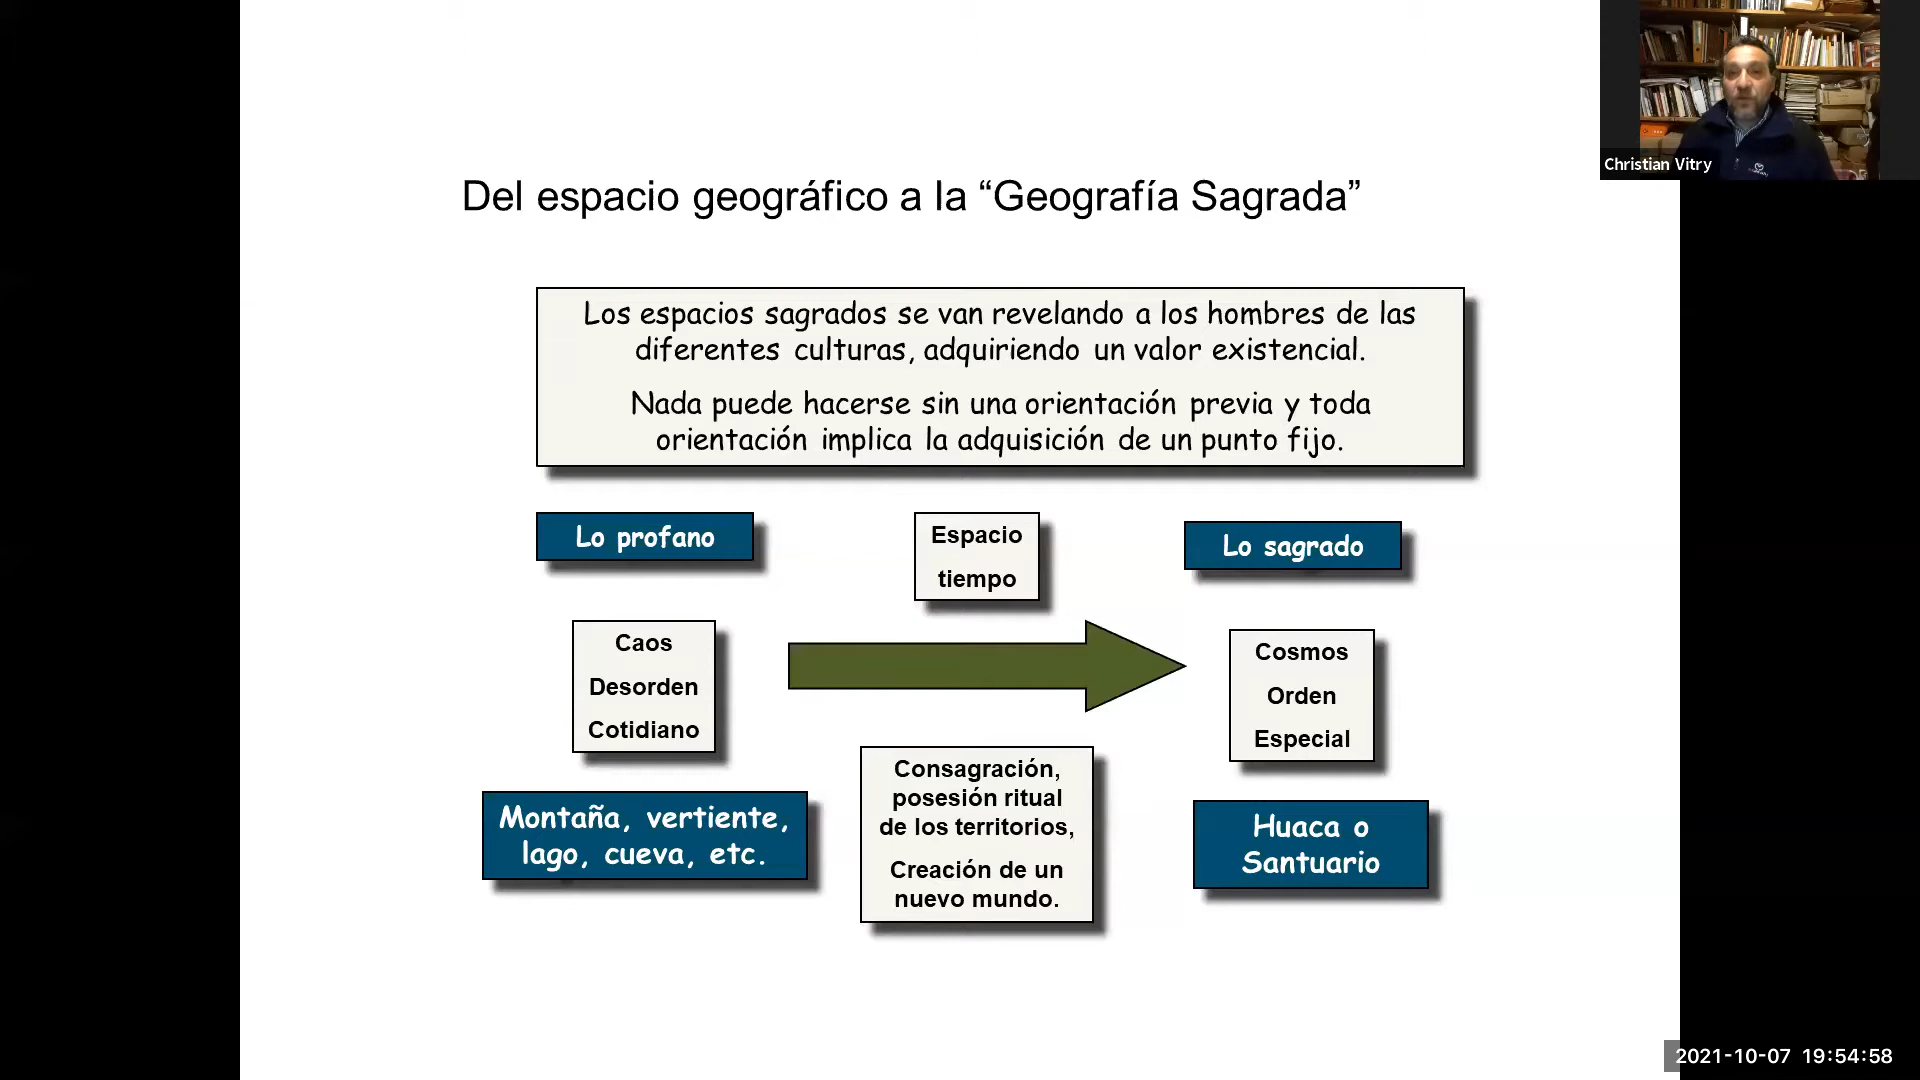 Christian Vitry
Del espacio geográfico a la “Geografía Sagrada”
Los espacios sagrados se van revelando a los hombres de las
diferentes culturas, adquiriendo un valor existencial.
Nada puede hacerse sin una orientación previa y toda
orientación implica la adquisición de un punto fijo.
Lo profano
Espacio
tiempo
Lo sagrado
Caos
Desorden
Cotidiano
Cosmos
Orden
Especial
Montaña, vertiente,
lago, cueva, etc.
Consagración,
posesión ritual
de los territorios,
Creación de un
nuevo mundo.
Huaca o
Santuario
2021-10-07 19:54:58